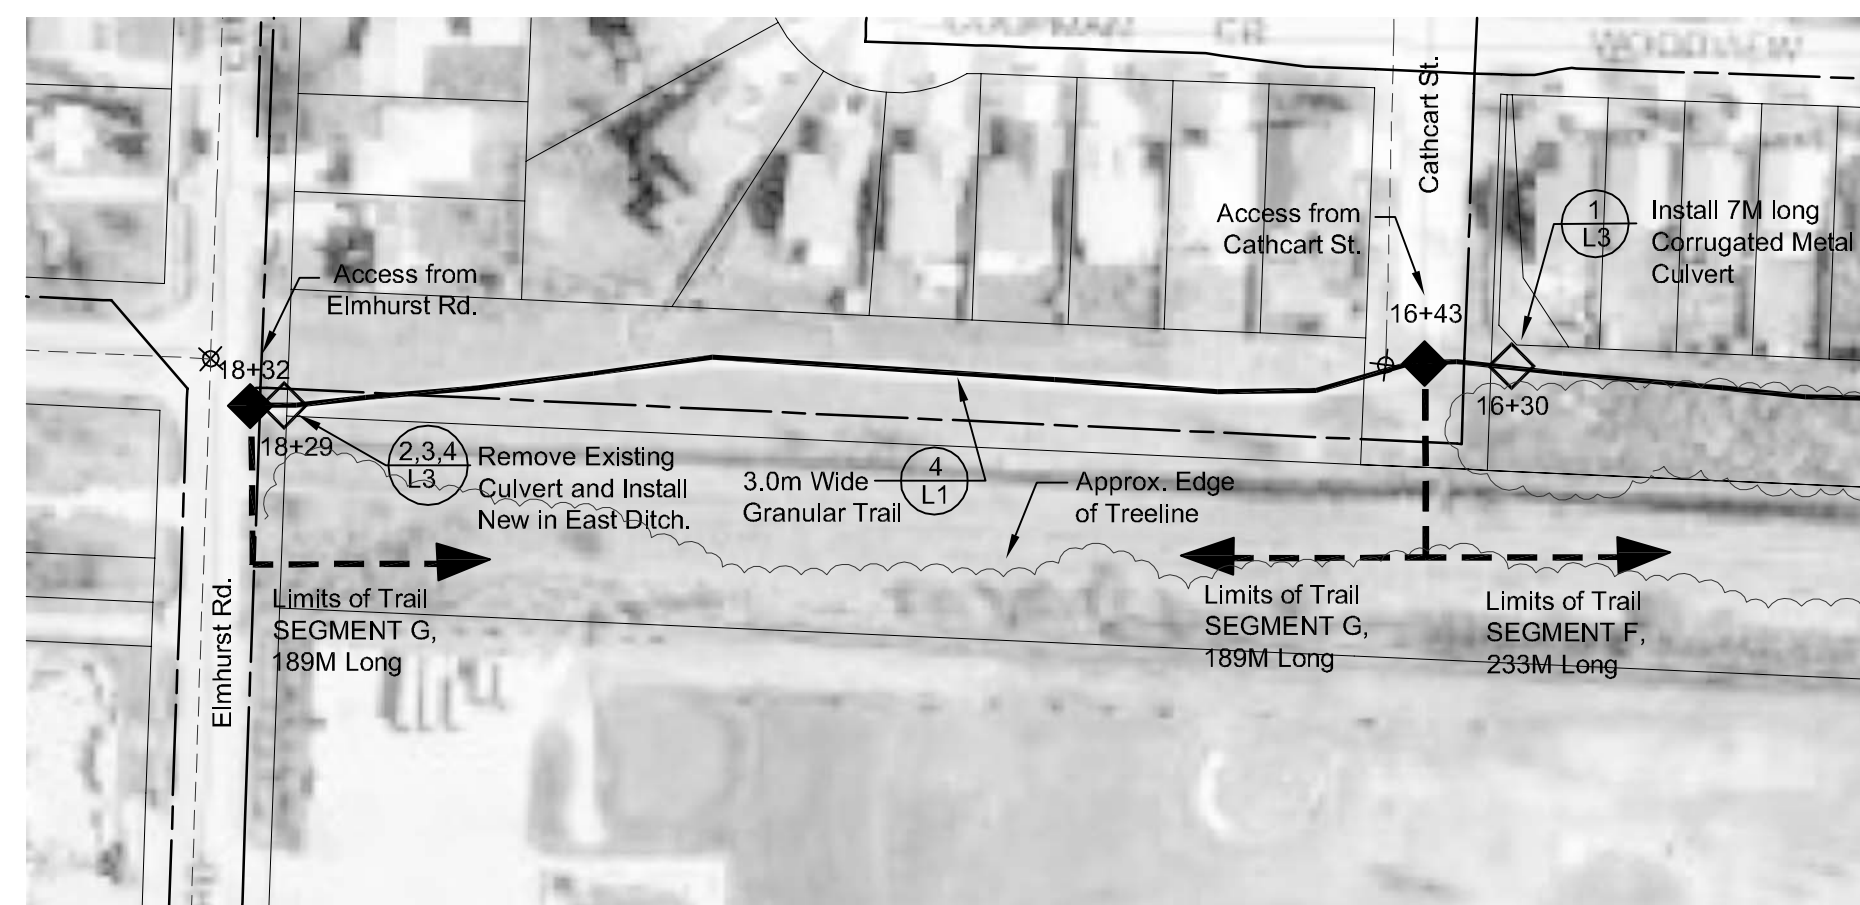 COOPMAN CR
WOODVIEW
Cathcart St.
Access from
Cathcart St.
1
L3
Install 7M long
Corrugated Metal
Culvert
Access from
Elmhurst Rd.
16+43
18+32
16+30
18+29
2,3,4
L3
Remove Existing
Culvert and Install
New in East Ditch.
3.0m Wide
Granular Trail
4
L1
Approx. Edge
of Treeline
Elmhurst Rd.
Limits of Trail
SEGMENT G,
189M Long
Limits of Trail
SEGMENT G,
189M Long
Limits of Trail
SEGMENT F,
233M Long